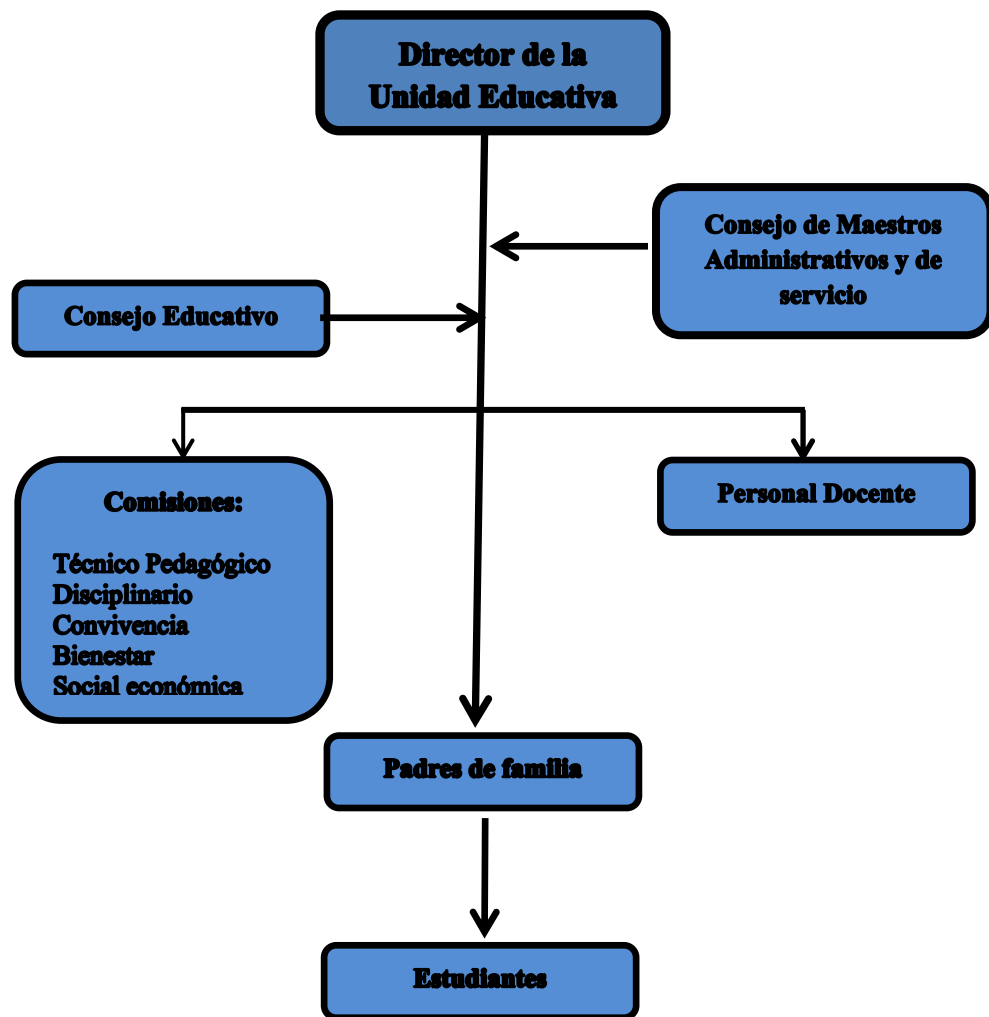 Director de la
Unidad Educativa
Consejo de Maestros
Administrativos y de
servicio
Consejo Educativo
Comisiones:
Técnico Pedagógico
Disciplinario
Convivencia
Bienestar
Social económica
Personal Docente
Padres de familia
Estudiantes